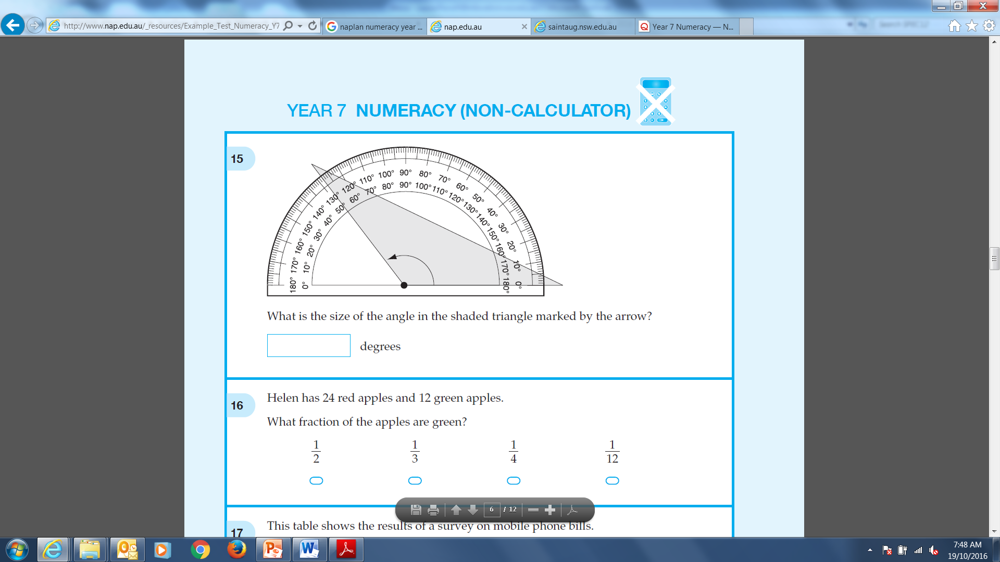 http://www.nap.edu.au/_resources/Example_Test_Numeracy_Y7
naplan numeracy year ...
nap.edu.au
saintaug.nsw.edu.au
Year 7 Numeracy — N...
YEAR 7 NUMERACY (NON-CALCULATOR)
15
180° 170° 160° 150° 140° 130° 120° 110° 100° 90° 80° 70° 60° 50° 40° 30° 20° 10° 0°
0° 10° 20° 30° 40° 50° 60° 70° 80° 90° 100° 110° 120° 130° 140° 150° 160° 170° 180°
What is the size of the angle in the shaded triangle marked by the arrow?
degrees
16
Helen has 24 red apples and 12 green apples.
What fraction of the apples are green?
1/2 1/3 1/4 1/12
6 / 12
17
This table shows the results of a survey on mobile phone bills.
7:48 AM
19/10/2016